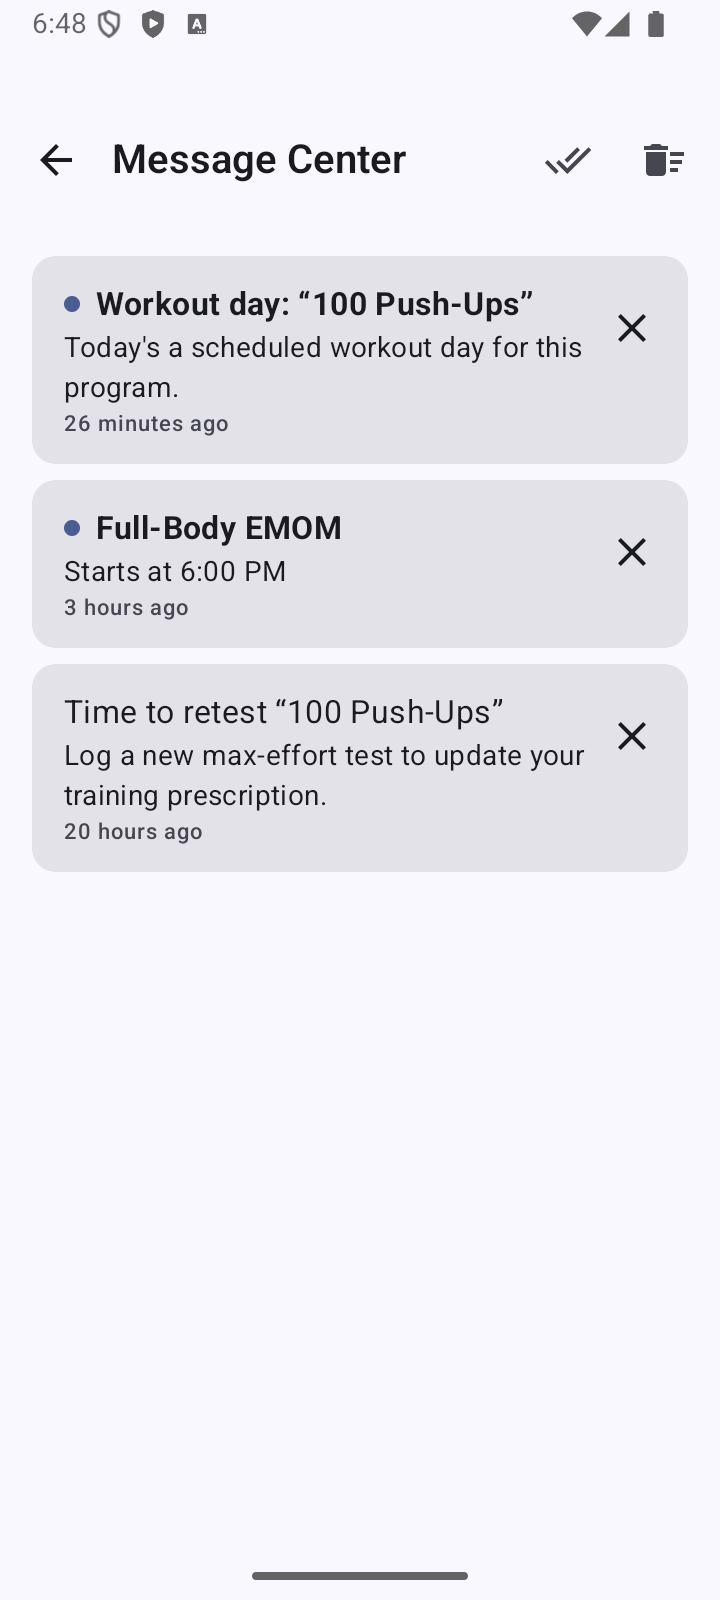 6:48
Message Center
Workout day: “100 Push-Ups”
Today's a scheduled workout day for this
program.
26 minutes ago
Full-Body EMOM
Starts at 6:00 PM
3 hours ago
Time to retest “100 Push-Ups”
Log a new max-effort test to update your
training prescription.
20 hours ago